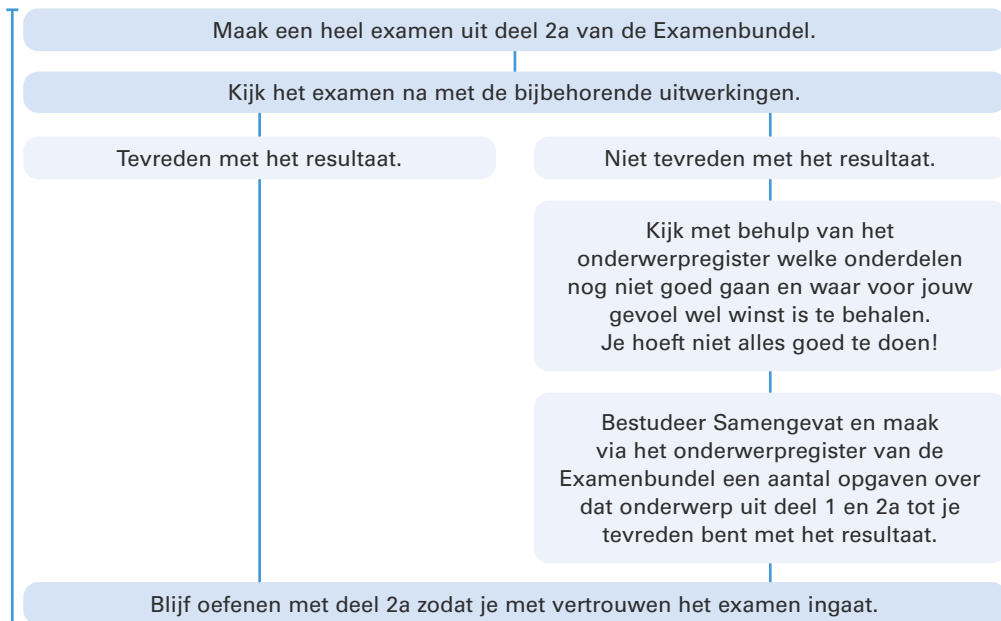 Maak een heel examen uit deel 2a van de Examenbundel.
Kijk het examen na met de bijbehorende uitwerkingen.
Tevreden met het resultaat.
Niet tevreden met het resultaat.
Kijk met behulp van het
onderwerpregister welke onderdelen
nog niet goed gaan en waar voor jouw
gevoel wel winst is te behalen.
Je hoeft niet alles goed te doen!
Bestudeer Samengevat en maak
via het onderwerpregister van de
Examenbundel een aantal opgaven over
dat onderwerp uit deel 1 en 2a tot je
tevreden bent met het resultaat.
Blijf oefenen met deel 2a zodat je met vertrouwen het examen ingaat.